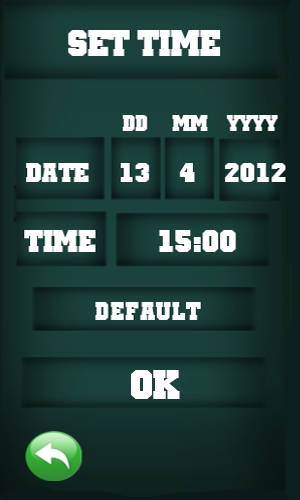 SET TIME
DD MM YYYY
DATE 13 4 2012
TIME 15:00
DEFAULT
OK